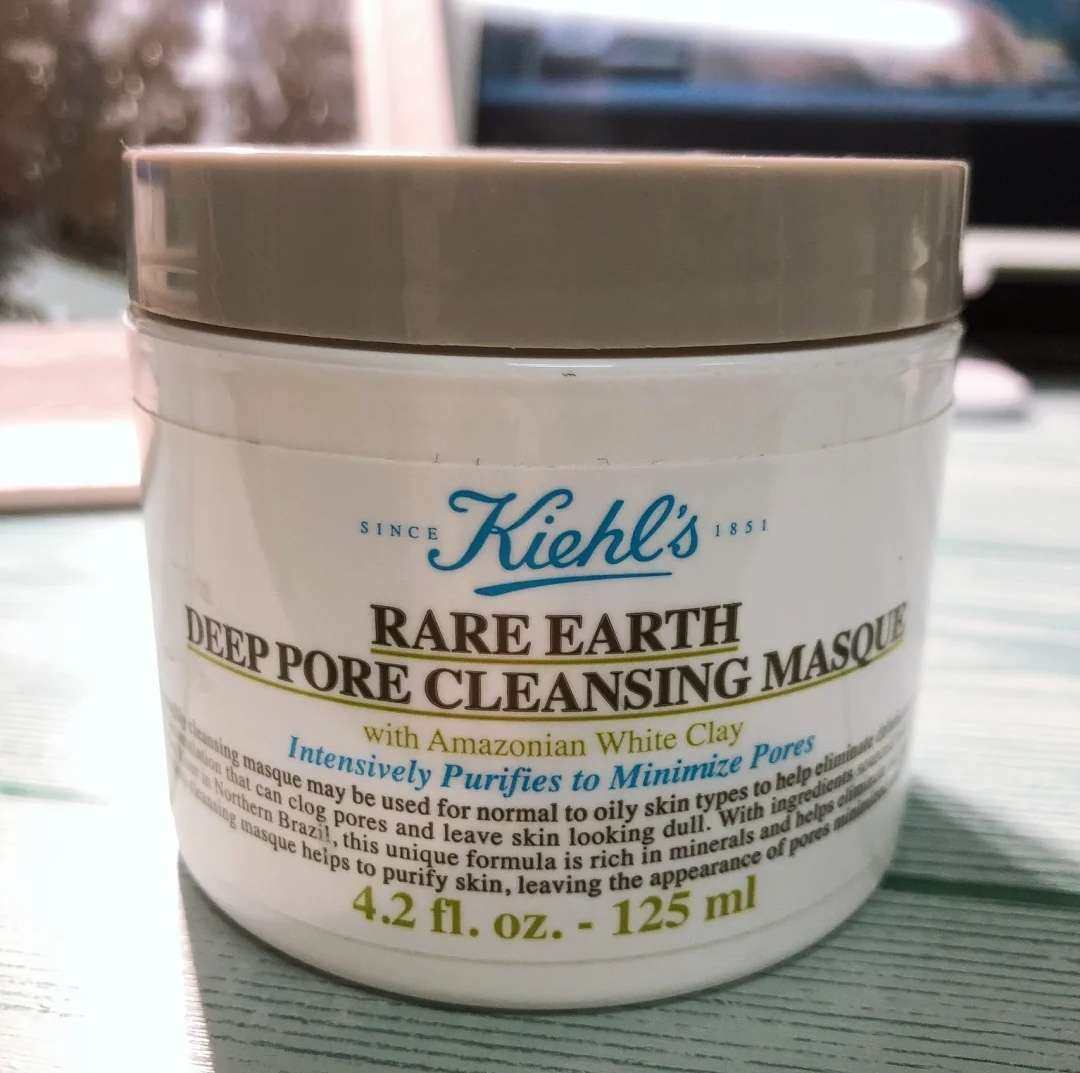 SINCE Kiehl's 1851
RARE EARTH
DEEP PORE CLEANSING MASQUE
with Amazonian White Clay
Intensively Purifies to Minimize Pores
cleansing masque may be used for normal to oily skin types to help eliminate
that can clog pores and leave skin looking dull. With ingredients
in Northern Brazil, this unique formula is rich in minerals and helps eliminate
cleansing masque helps to purify skin, leaving the appearance of pores
4.2 fl. oz. - 125 ml